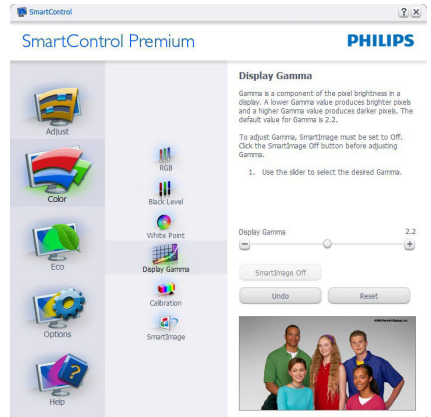 SmartControl
SmartControl Premium
PHILIPS
Adjust
Color
Eco
Options
Help
RGB
Black Level
White Point
Display Gamma
Calibration
SmartImage
Display Gamma
Gamma is a component of the pixel brightness in a
display. A lower Gamma value produces brighter pixels
and a higher Gamma value produces darker pixels. The
default value for Gamma is 2.2.
To adjust Gamma, SmartImage must be set to Off.
Click the SmartImage Off button before adjusting
Gamma.
1. Use the slider to select the desired Gamma.
Display Gamma 2.2
SmartImage Off
Undo Reset